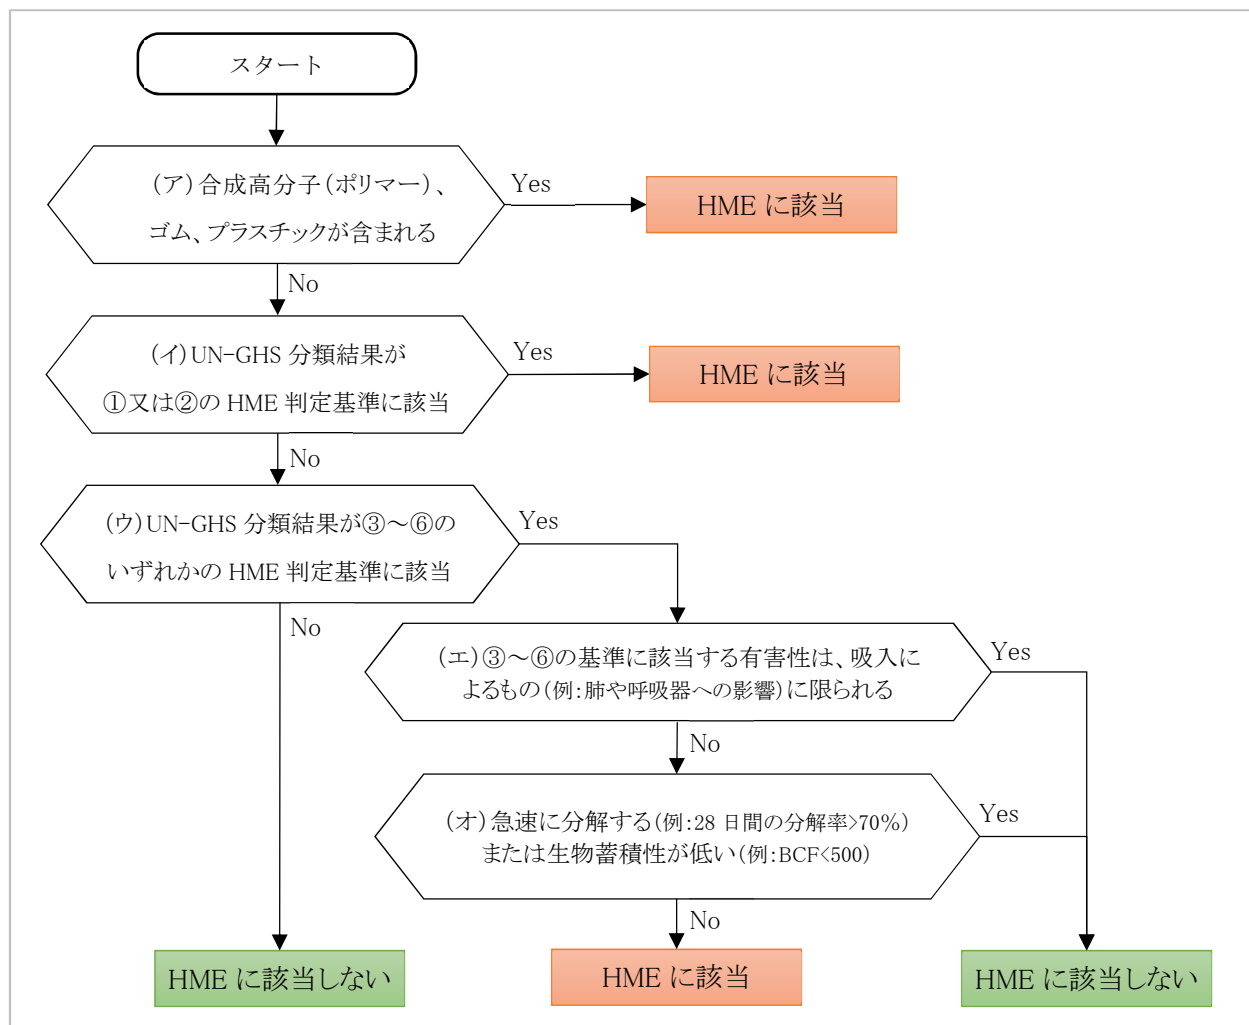 スタート
(ア)合成高分子(ポリマー)、
ゴム、プラスチックが含まれる
Yes
HME に該当
No
(イ)UN-GHS 分類結果が
①又は②の HME 判定基準に該当
Yes
HME に該当
No
(ウ)UN-GHS 分類結果が③~⑥の
いずれかの HME 判定基準に該当
Yes
No
(エ)③~⑥の基準に該当する有害性は、吸入に
よるもの(例:肺や呼吸器への影響)に限られる
Yes
No
(オ)急速に分解する(例:28 日間の分解率>70%)
または生物蓄積性が低い(例:BCF<500)
Yes
No
HME に該当しない
HME に該当
HME に該当しない